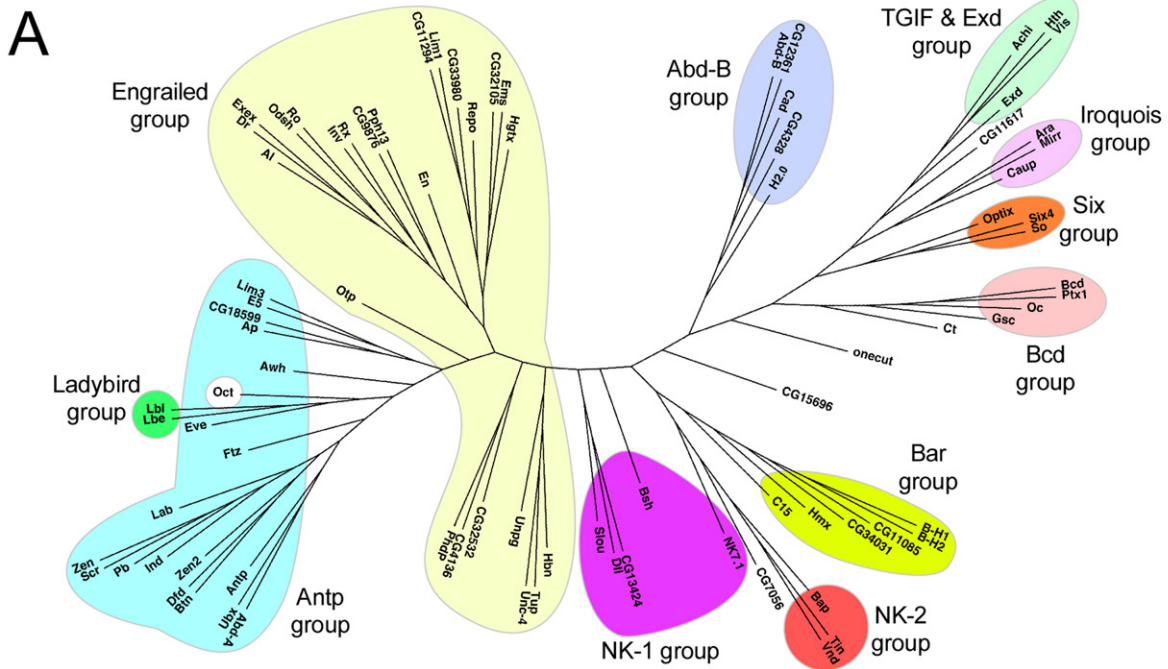 A
Engrailed
group
CG11294
Lim1
CG33980
Repo
CG32105
Ems
Hgtx
Exex
Dr
Al
Odsh
Ro
Inv
Rx
CG9876
Pph13
En
Otp
Abd-B
group
CG12361
Abd-B
Cad
CG4328
H2.0
TGIF & Exd
group
Achi
Hth
Vis
Exd
CG11617
Iroquois
group
Ara
Mirr
Caup
Six
group
Optix
Six4
So
Bcd
Ptx1
Oc
Gsc
Ct
Bcd
group
onecut
CG15696
Lim3
E5
CG18599
Ap
Awh
Oct
Ladybird
group
Lbl
Lbe
Eve
Ftz
Lab
Zen
Scr
Pb
Ind
Zen2
Dfd
Btn
Antp
Ubx
Abd-A
Antp
group
CG32532
CG4136
PhdP
Unpg
Hbn
Tup
Unc-4
Slou
Dll
CG13424
Bsh
NK7.1
NK-1 group
Bar
group
C15
Hmx
CG34031
CG11085
B-H1
B-H2
CG7056
Bap
Tin
Vnd
NK-2
group